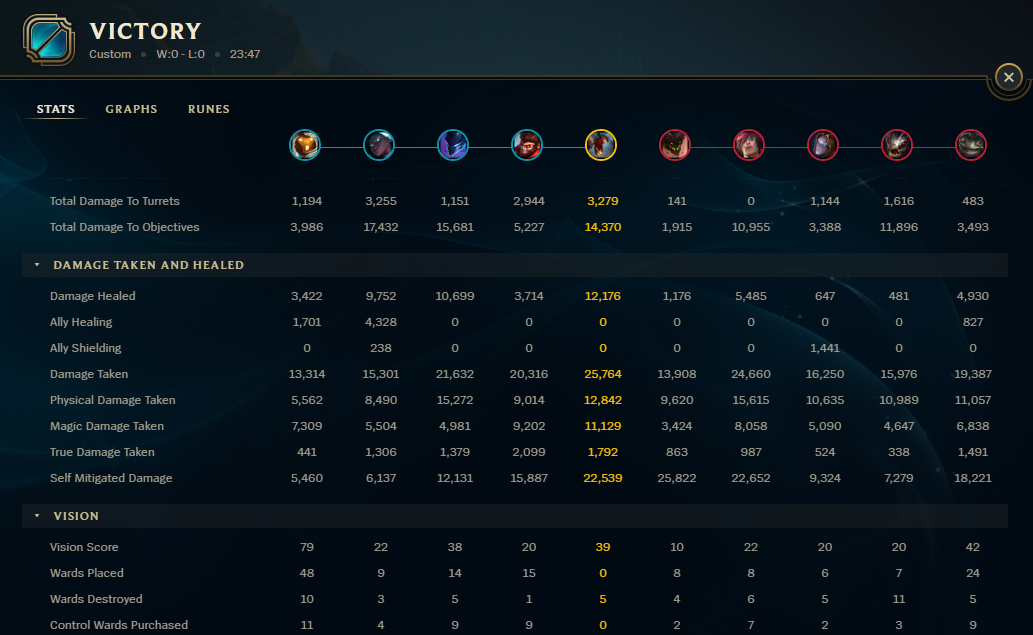 VICTORY
Custom • W:0 - L:0 • 23:47
STATS GRAPHS RUNES
Total Damage To Turrets 1,194 3,255 1,151 2,944 3,279 141 0 1,144 1,616 483
Total Damage To Objectives 3,986 17,432 15,681 5,227 14,370 1,915 10,955 3,388 11,896 3,493
DAMAGE TAKEN AND HEALED
Damage Healed 3,422 9,752 10,699 3,714 12,176 1,176 5,485 647 481 4,930
Ally Healing 1,701 4,328 0 0 0 0 0 0 0 827
Ally Shielding 0 238 0 0 0 0 0 1,441 0 0
Damage Taken 13,314 15,301 21,632 20,316 25,764 13,908 24,660 16,250 15,976 19,387
Physical Damage Taken 5,562 8,490 15,272 9,014 12,842 9,620 15,615 10,635 10,989 11,057
Magic Damage Taken 7,309 5,504 4,981 9,202 11,129 3,424 8,058 5,090 4,647 6,838
True Damage Taken 441 1,306 1,379 2,099 1,792 863 987 524 338 1,491
Self Mitigated Damage 5,460 6,137 12,131 15,887 22,539 25,822 22,652 9,324 7,279 18,221
VISION
Vision Score 79 22 38 20 39 10 22 20 20 42
Wards Placed 48 9 14 15 0 8 8 6 7 24
Wards Destroyed 10 3 5 1 5 4 6 5 11 5
Control Wards Purchased 11 4 9 9 0 2 7 2 3 9